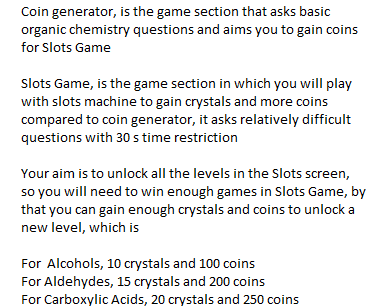 Coin generator, is the game section that asks basic
organic chemistry questions and aims you to gain coins
for Slots Game
Slots Game, is the game section in which you will play
with slots machine to gain crystals and more coins
compared to coin generator, it asks relatively difficult
questions with 30 s time restriction
Your aim is to unlock all the levels in the Slots screen,
so you will need to win enough games in Slots Game, by
that you can gain enough crystals and coins to unlock a
new level, which is
For  Alcohols, 10 crystals and 100 coins
For Aldehydes, 15 crystals and 200 coins
For Carboxylic Acids, 20 crystals and 250 coins